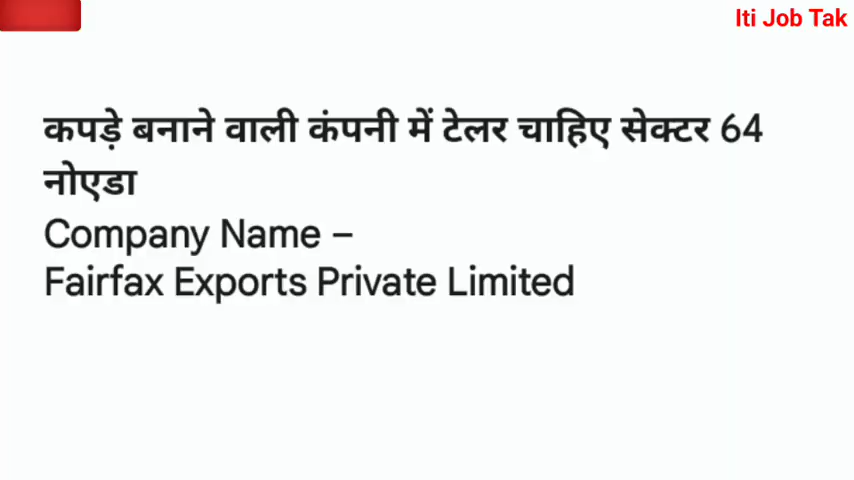 Iti Job Tak
कपड़े बनाने वाली कंपनी में टेलर चाहिए सेक्टर 64
नोएडा
Company Name –
Fairfax Exports Private Limited